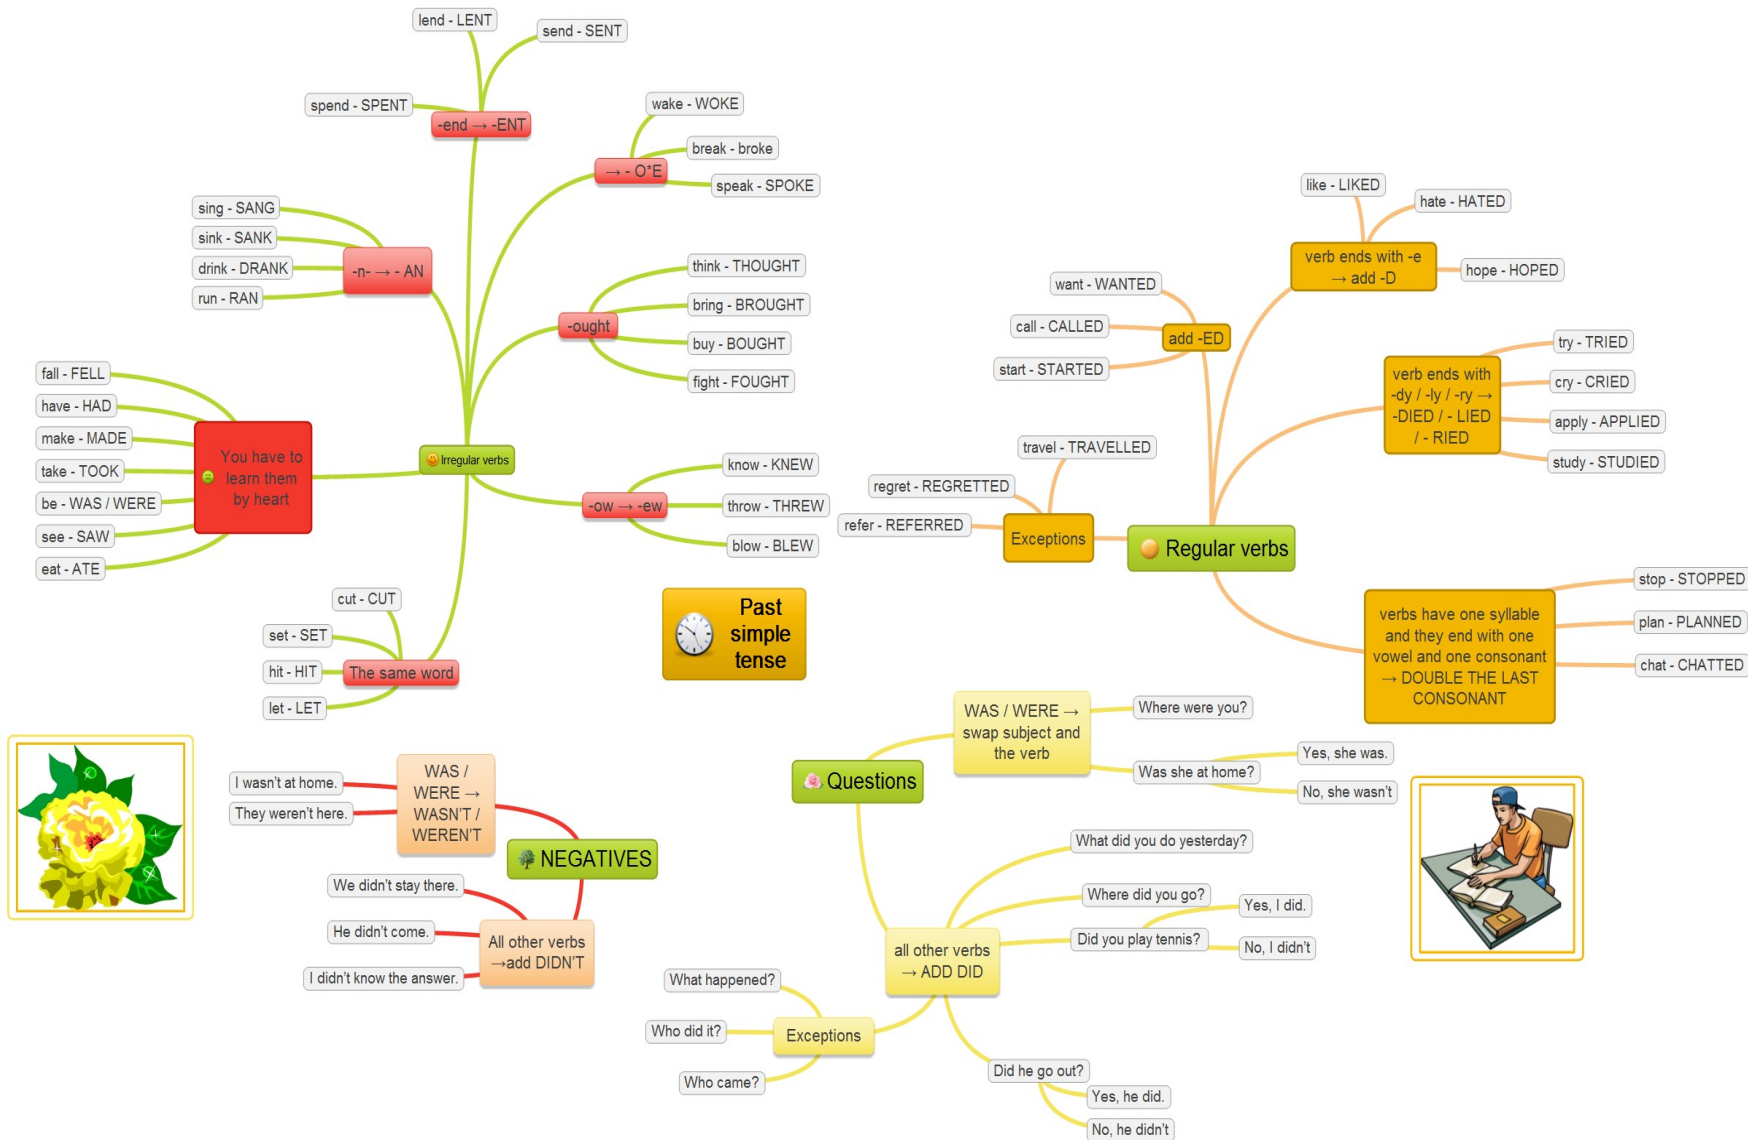 lend - LENT
send - SENT
spend - SPENT
-end → -ENT
wake - WOKE
break - broke
→ - O*E
speak - SPOKE
sing - SANG
sink - SANK
drink - DRANK
run - RAN
-n- → - AN
think - THOUGHT
bring - BROUGHT
-ought
buy - BOUGHT
fight - FOUGHT
fall - FELL
have - HAD
make - MADE
take - TOOK
be - WAS / WERE
see - SAW
eat - ATE
You have to
learn them
by heart
Irregular verbs
know - KNEW
-ow → -ew
throw - THREW
blow - BLEW
cut - CUT
set - SET
hit - HIT
let - LET
The same word
Past
simple
tense
like - LIKED
hate - HATED
verb ends with -e
→ add -D
hope - HOPED
want - WANTED
call - CALLED
add -ED
start - STARTED
try - TRIED
verb ends with
-dy / -ly / -ry →
-DIED / - LIED
/ - RIED
cry - CRIED
apply - APPLIED
study - STUDIED
travel - TRAVELLED
regret - REGRETTED
refer - REFERRED
Exceptions
Regular verbs
stop - STOPPED
verbs have one syllable
and they end with one
vowel and one consonant
→ DOUBLE THE LAST
CONSONANT
plan - PLANNED
chat - CHATTED
WAS / WERE →
swap subject and
the verb
Where were you?
Was she at home?
Yes, she was.
No, she wasn't
Questions
What did you do yesterday?
Where did you go?
Did you play tennis?
Yes, I did.
No, I didn't
all other verbs
→ ADD DID
What happened?
Who did it?
Who came?
Exceptions
Did he go out?
Yes, he did.
No, he didn't
I wasn't at home.
They weren't here.
WAS /
WERE →
WASN'T /
WEREN'T
NEGATIVES
We didn't stay there.
He didn't come.
I didn't know the answer.
All other verbs
→add DIDN'T